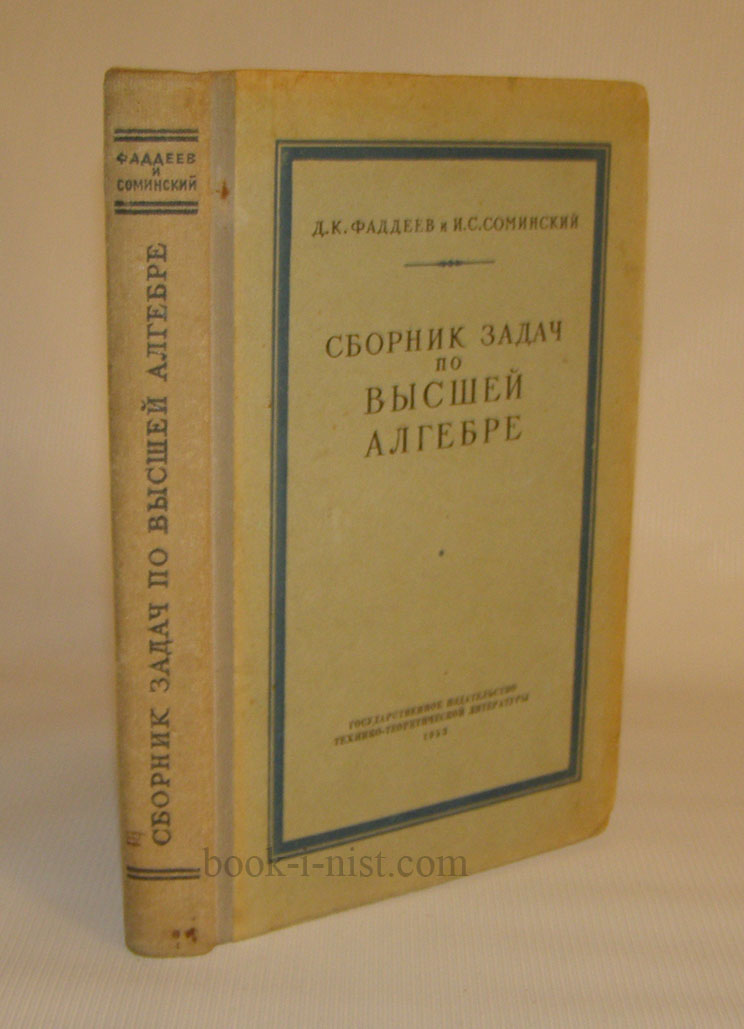 ФАДДЕЕВ
И
СОМИНСКИЙ
СБОРНИК ЗАДАЧ ПО ВЫСШЕЙ АЛГЕБРЕ
Д.К.ФАДДЕЕВ и И.С.СОМИНСКИЙ
СБОРНИК ЗАДАЧ
ПО
ВЫСШЕЙ
АЛГЕБРЕ
ГОСУДАРСТВЕННОЕ ИЗДАТЕЛЬСТВО
ТЕХНИКО-ТЕОРЕТИЧЕСКОЙ ЛИТЕРАТУРЫ
book-i-nist.com